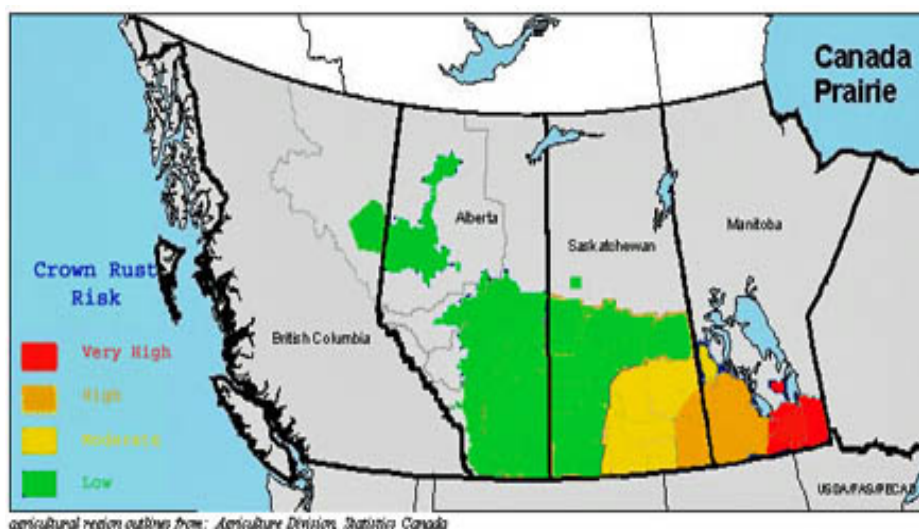 Canada
Prairie
Alberta
Saskatchewan
Manitoba
Crown Rust
Risk
British Columbia
Very High
High
Moderate
Low
USDA/FAS/PECAD
agricultural region outlines from: Agriculture Division, Statistics Canada